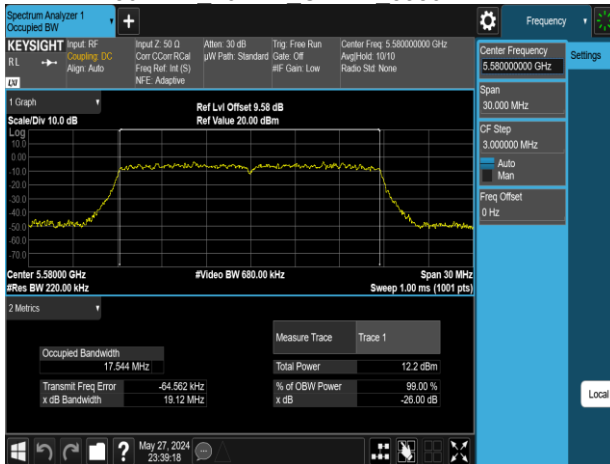 Spectrum Analyzer 1
Occupied BW
Frequency
KEYSIGHT
R L
LXI
Input: RF
Coupling: DC
Align: Auto
Input Z: 50 Ω
Corr CCorr RCal
Freq Ref: Int (S)
NFE: Adaptive
Atten: 30 dB
µW Path: Standard
Trig: Free Run
Gate: Off
#IF Gain: Low
Center Freq: 5.580000000 GHz
Avg|Hold: 10/10
Radio Std: None
Center Frequency
5.580000000 GHz
Settings
Span
30.000 MHz
CF Step
3.000000 MHz
Auto
Man
Freq Offset
0 Hz
Local
1 Graph
Scale/Div 10.0 dB
Ref Lvl Offset 9.58 dB
Ref Value 20.00 dBm
Log
10.0
0.00
-10.0
-20.0
-30.0
-40.0
-50.0
-60.0
-70.0
Center 5.58000 GHz
#Res BW 220.00 kHz
#Video BW 680.00 kHz
Span 30 MHz
Sweep 1.00 ms (1001 pts)
2 Metrics
Measure Trace Trace 1
Occupied Bandwidth
17.544 MHz
Total Power 12.2 dBm
Transmit Freq Error -64.562 kHz
% of OBW Power 99.00 %
x dB Bandwidth 19.12 MHz
x dB -26.00 dB
?
May 27, 2024
23:39:18